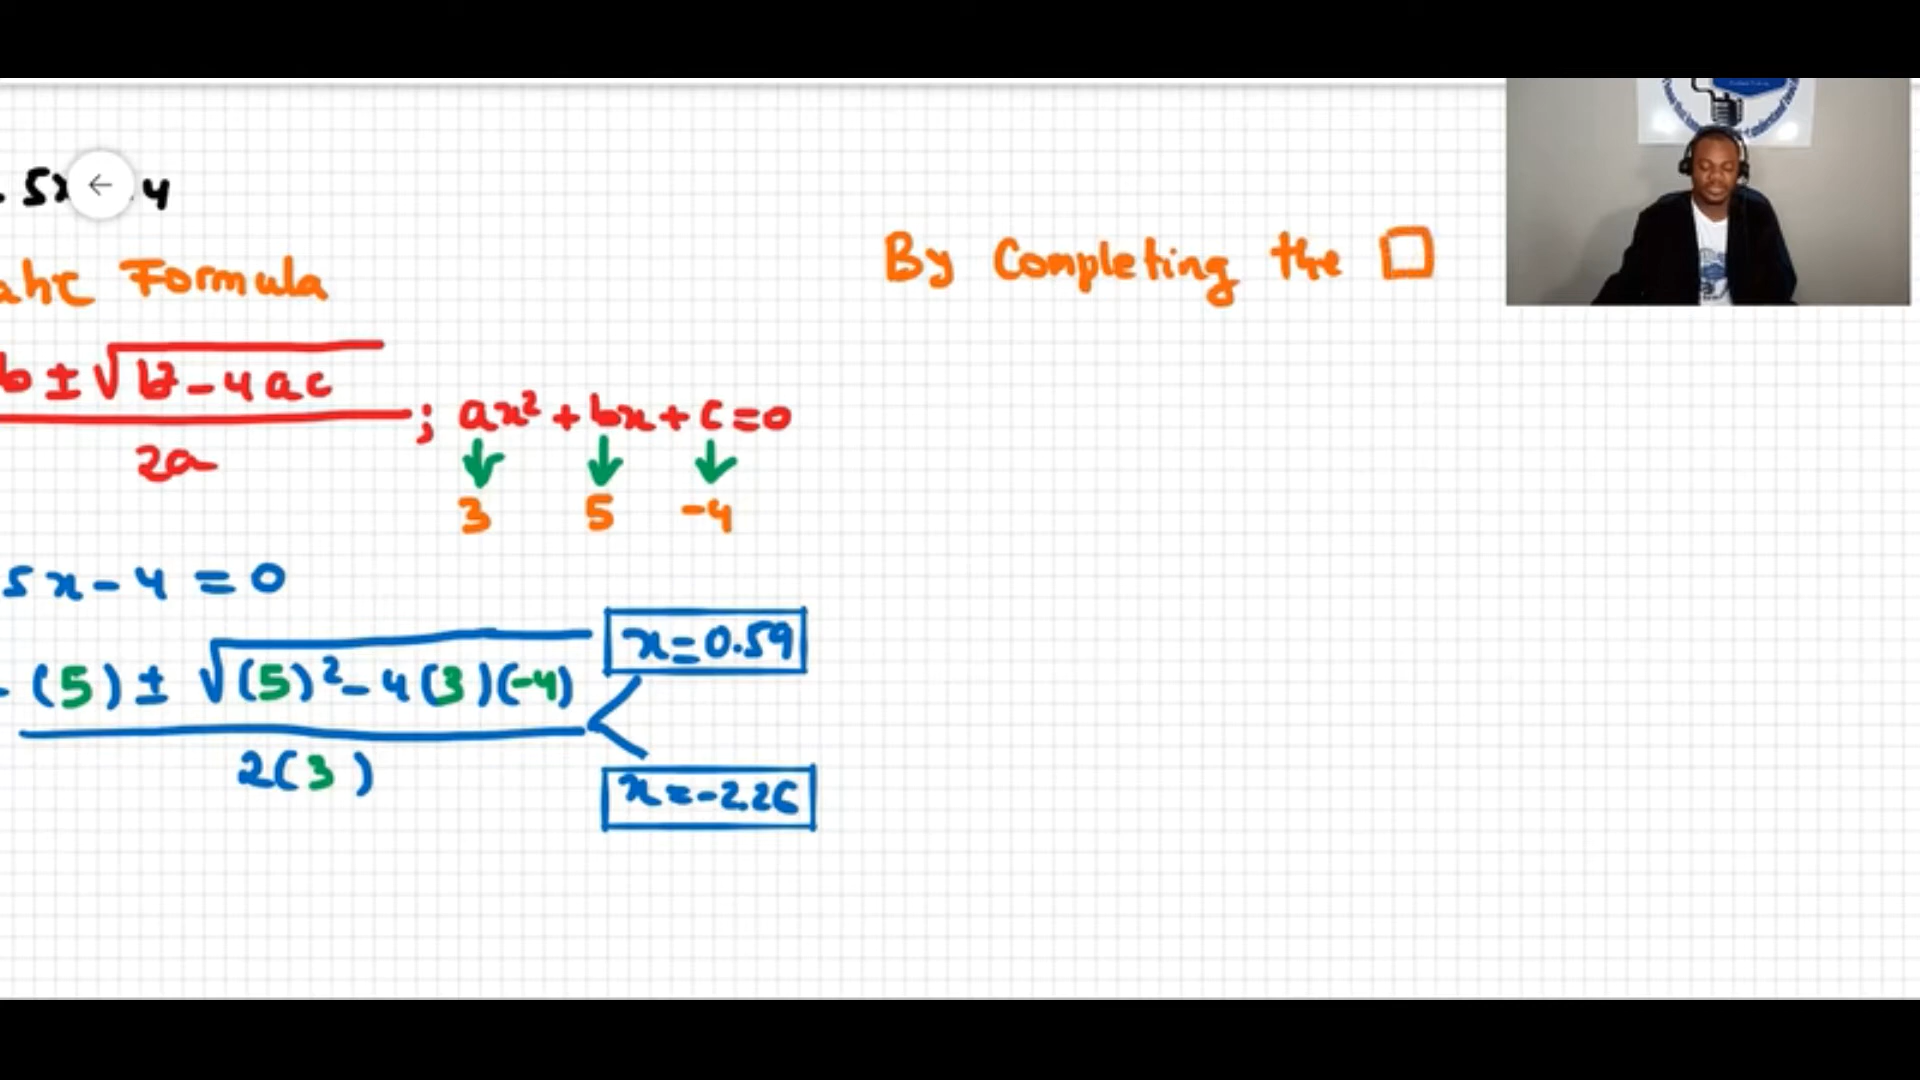 5x 4
Formula
b ± √b² - 4ac
2a
; ax² + bx + c = 0
3 5 -4
5x - 4 = 0
- (5) ± √(5)² - 4(3)(-4)
2(3)
x = 0.59
x = -2.26
By Completing the □